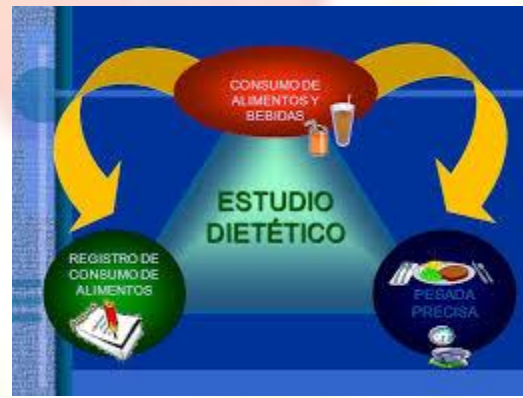 CONSUMO DE
ALIMENTOS Y
BEBIDAS
ESTUDIO
DIETÉTICO
REGISTRO DE
CONSUMO DE
ALIMENTOS
PESADA
PRECISA